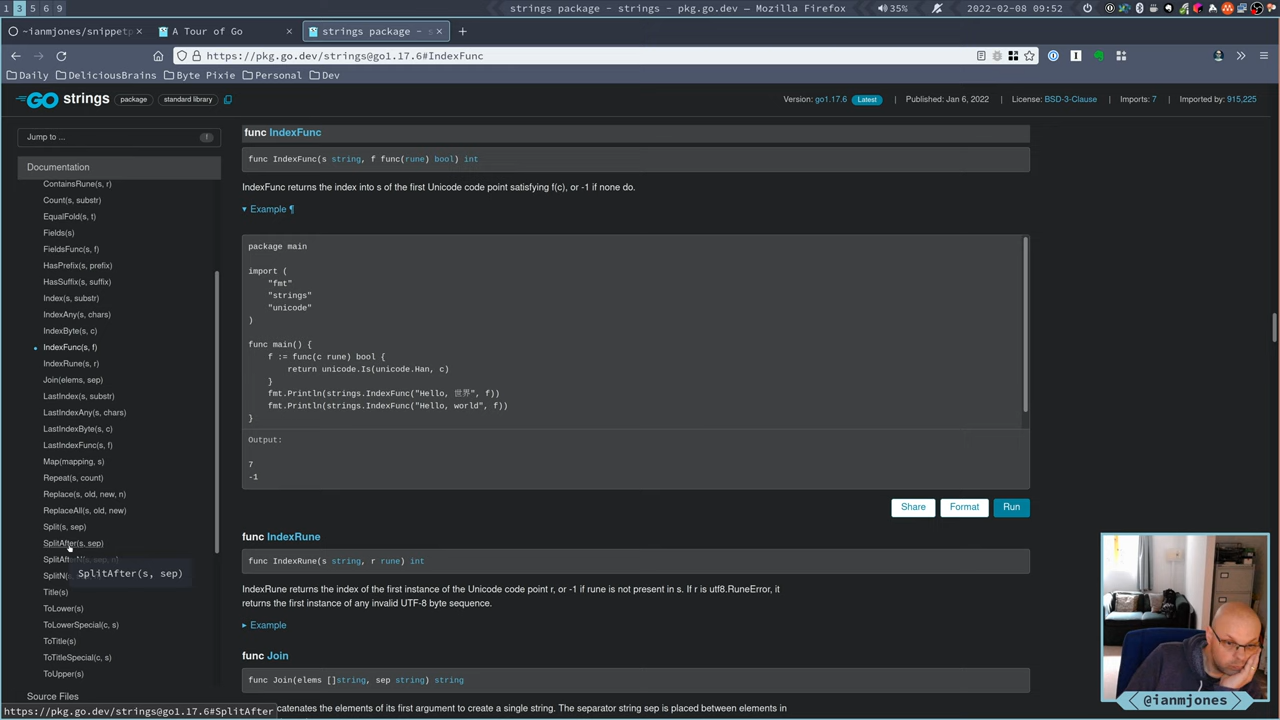 1 3 5 6 9
strings package - strings - pkg.go.dev — Mozilla Firefox
35%
2022-02-08 09:52
~ianmjones/snippetp
A Tour of Go
strings package - s
https://pkg.go.dev/strings@go1.17.6#IndexFunc
Daily
DeliciousBrains
Byte Pixie
Personal
Dev
GO strings package standard library
Version: go1.17.6 Latest
Published: Jan 6, 2022
License: BSD-3-Clause
Imports: 7
Imported by: 915,225
Jump to ...
Documentation
ContainsRune(s, r)
Count(s, substr)
EqualFold(s, t)
Fields(s)
FieldsFunc(s, f)
HasPrefix(s, prefix)
HasSuffix(s, suffix)
Index(s, substr)
IndexAny(s, chars)
IndexByte(s, c)
IndexFunc(s, f)
IndexRune(s, r)
Join(elems, sep)
LastIndex(s, substr)
LastIndexAny(s, chars)
LastIndexByte(s, c)
LastIndexFunc(s, f)
Map(mapping, s)
Repeat(s, count)
Replace(s, old, new, n)
ReplaceAll(s, old, new)
Split(s, sep)
SplitAfter(s, sep)
SplitAfterN(s, sep, n)
SplitN(s
SplitAfter(s, sep)
Title(s)
ToLower(s)
ToLowerSpecial(c, s)
ToTitle(s)
ToTitleSpecial(c, s)
ToUpper(s)
Source Files
https://pkg.go.dev/strings@go1.17.6#SplitAfter
func IndexFunc
func IndexFunc(s string, f func(rune) bool) int
IndexFunc returns the index into s of the first Unicode code point satisfying f(c), or -1 if none do.
▾ Example ¶
package main
import (
"fmt"
"strings"
"unicode"
)
func main() {
f := func(c rune) bool {
return unicode.Is(unicode.Han, c)
}
fmt.Println(strings.IndexFunc("Hello, 世界", f))
fmt.Println(strings.IndexFunc("Hello, world", f))
}
Output:
7
-1
Share
Format
Run
func IndexRune
func IndexRune(s string, r rune) int
IndexRune returns the index of the first instance of the Unicode code point r, or -1 if rune is not present in s. If r is utf8.RuneError, it
returns the first instance of any invalid UTF-8 byte sequence.
▸ Example
func Join
func Join(elems []string, sep string) string
catenates the elements of its first argument to create a single string. The separator string sep is placed between elements in
@ianmjones